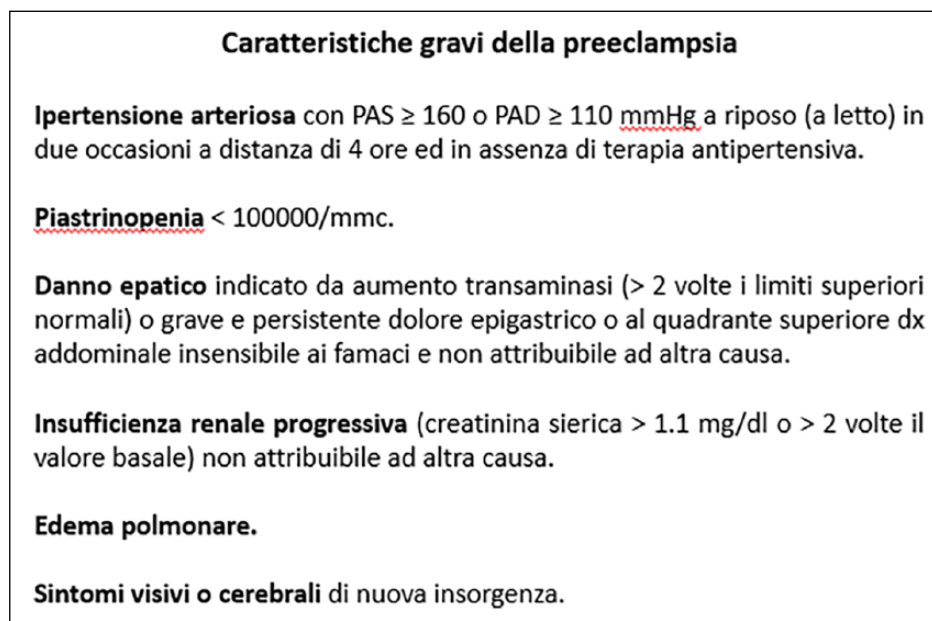 Caratteristiche gravi della preeclampsia
Ipertensione arteriosa con PAS ≥ 160 o PAD ≥ 110 mmHg a riposo (a letto) in
due occasioni a distanza di 4 ore ed in assenza di terapia antipertensiva.
Piastrinopenia < 100000/mmc.
Danno epatico indicato da aumento transaminasi (> 2 volte i limiti superiori
normali) o grave e persistente dolore epigastrico o al quadrante superiore dx
addominale insensibile ai famaci e non attribuibile ad altra causa.
Insufficienza renale progressiva (creatinina sierica > 1.1 mg/dl o > 2 volte il
valore basale) non attribuibile ad altra causa.
Edema polmonare.
Sintomi visivi o cerebrali di nuova insorgenza.